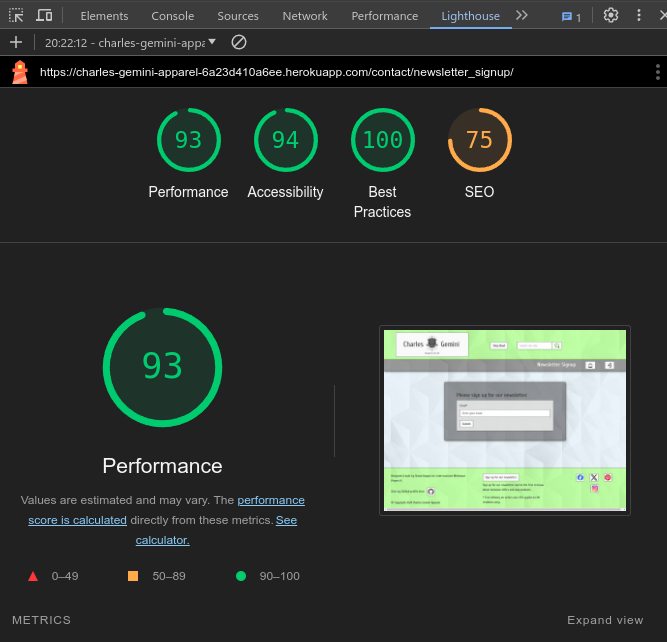 Elements Console Sources Network Performance Lighthouse 1
20:22:12 - charles-gemini-appa
https://charles-gemini-apparel-6a23d410a6ee.herokuapp.com/contact/newsletter_signup/
93 94 100 75
Performance Accessibility Best Practices SEO
93
Charles Gemini
Newsletter Signup
Please sign up for our newsletter
Performance
Values are estimated and may vary. The performance
score is calculated directly from these metrics. See
calculator.
0–49 50–89 90–100
METRICS Expand view